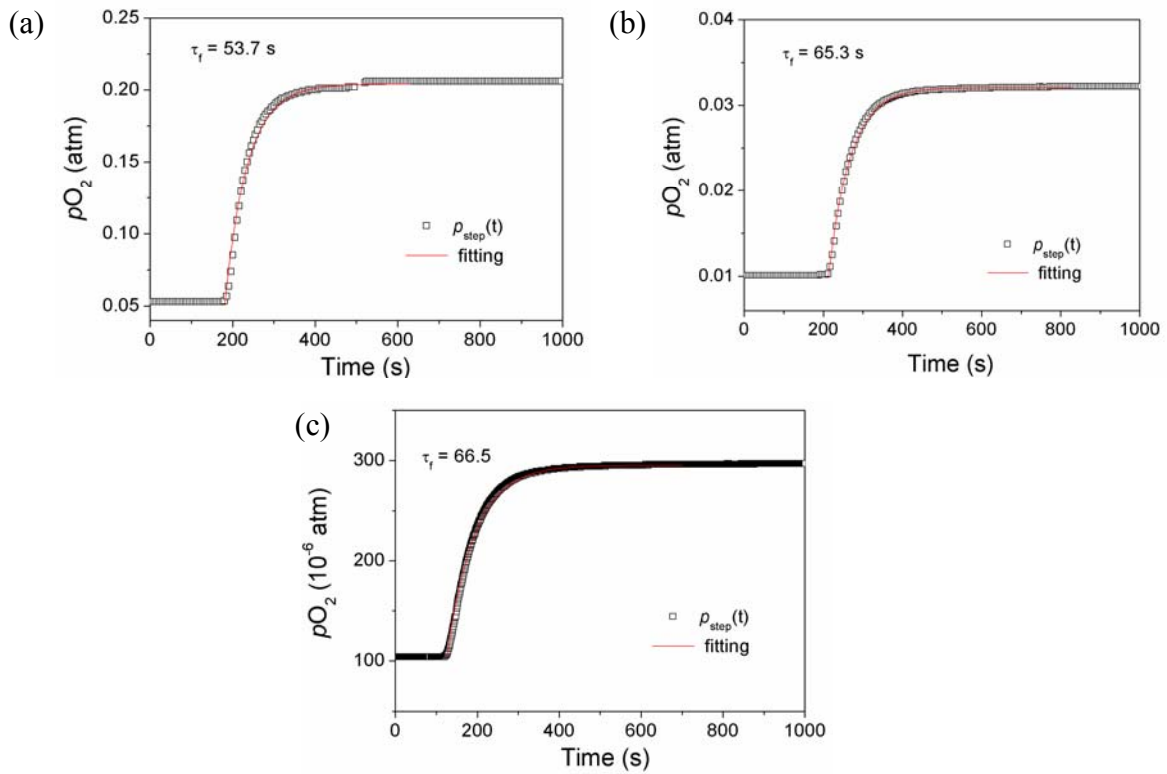 (a)
τf = 53.7 s
0.25
0.20
0.15
0.10
0.05
pO2 (atm)
pstep(t)
fitting
0 200 400 600 800 1000
Time (s)
(b)
τf = 65.3 s
0.04
0.03
0.02
0.01
pO2 (atm)
pstep(t)
fitting
0 200 400 600 800 1000
Time (s)
(c)
τf = 66.5
300
200
100
pO2 (10-6 atm)
pstep(t)
fitting
0 200 400 600 800 1000
Time (s)